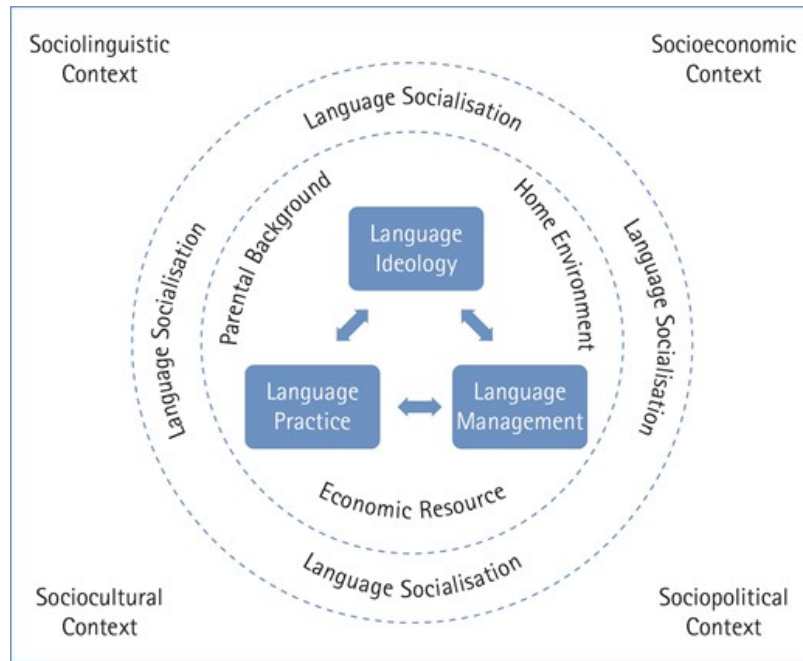 Sociolinguistic
Context
Socioeconomic
Context
Language Socialisation
Parental Background
Home Environment
Language
Ideology
Language Socialisation
Language Socialisation
Language
Practice
Language
Management
Economic Resource
Language Socialisation
Sociocultural
Context
Sociopolitical
Context